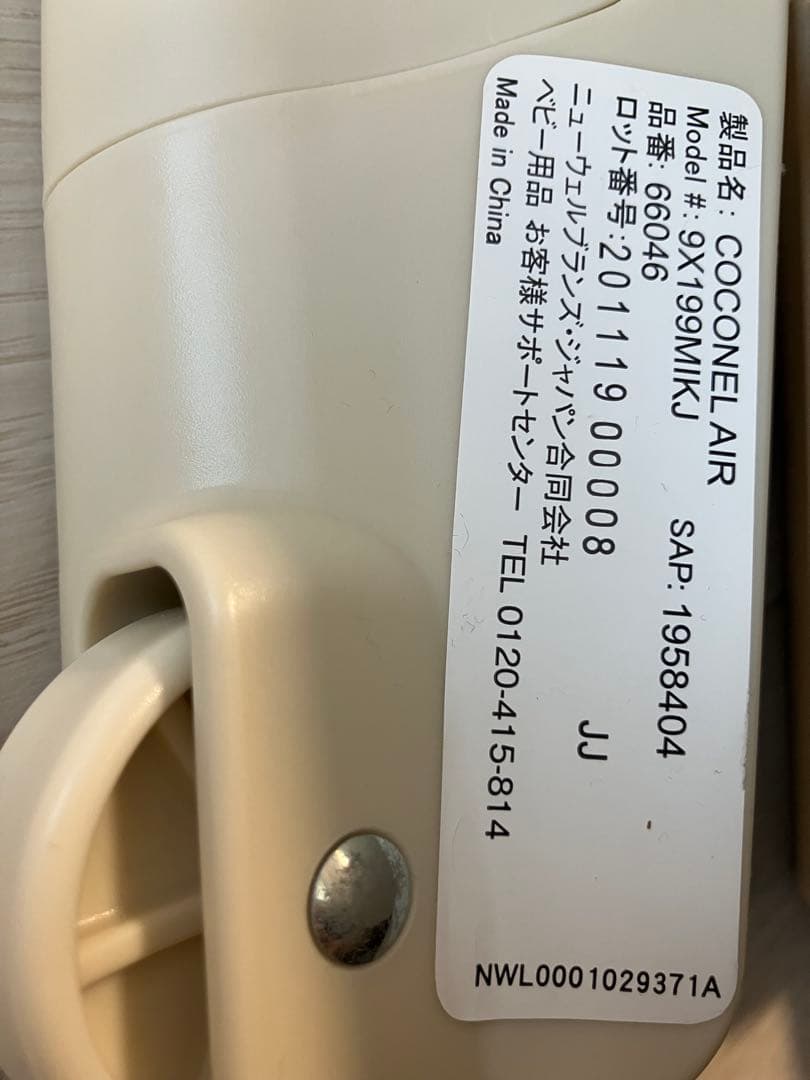 製品名: COCONEL AIR
Model #: 9X199MIKJ
品番: 66046 SAP: 1958404
ロット番号:201119 00008
ニューウェルブランズ・ジャパン合同会社 JJ
ベビー用品 お客様サポートセンター TEL 0120-415-814
Made in China
NWL0001029371A